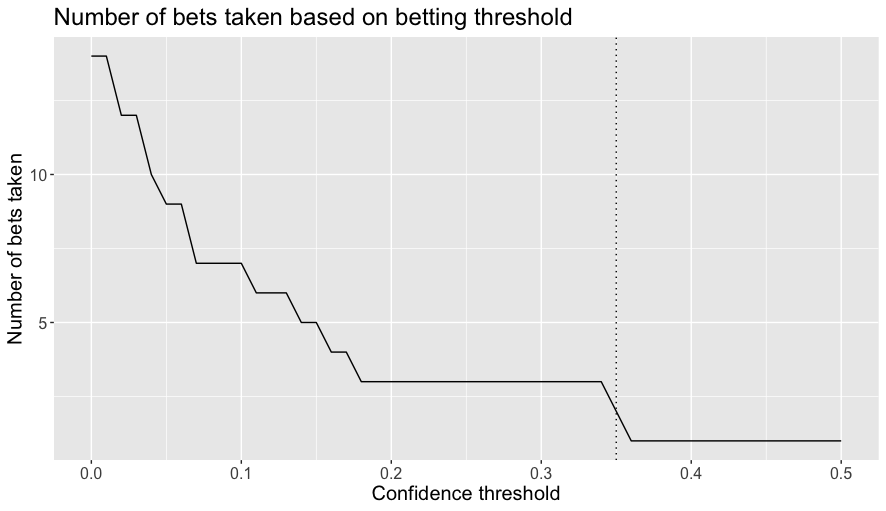 Number of bets taken based on betting threshold
Number of bets taken
10
5
0.0 0.1 0.2 0.3 0.4 0.5
Confidence threshold